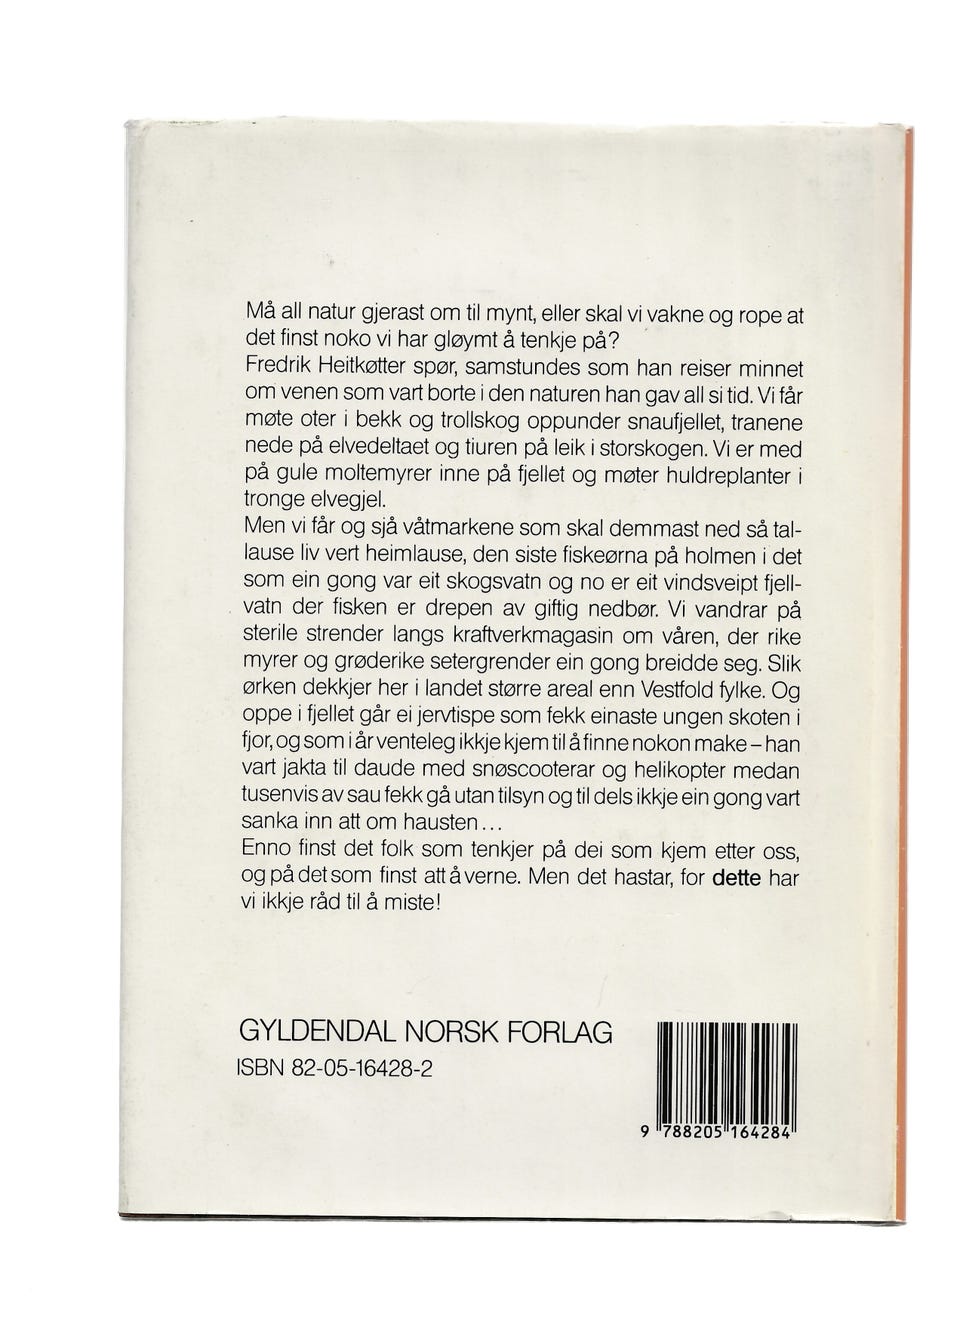 Må all natur gjerast om til mynt, eller skal vi vakne og rope at
det finst noko vi har gløymt å tenkje på?
Fredrik Heitkøtter spør, samstundes som han reiser minnet
om venen som vart borte i den naturen han gav all si tid. Vi får
møte oter i bekk og trollskog oppunder snaufjellet, tranene
nede på elvedeltaet og tiuren på leik i storskogen. Vi er med
på gule moltemyrer inne på fjellet og møter huldreplanter i
tronge elvegjel.
Men vi får og sjå våtmarkene som skal demmast ned så tal-
lause liv vert heimlause, den siste fiskeørna på holmen i det
som ein gong var eit skogsvatn og no er eit vindsveipt fjell-
vatn der fisken er drepen av giftig nedbør. Vi vandrar på
sterile strender langs kraftverkmagasin om våren, der rike
myrer og grøderike setergrender ein gong breidde seg. Slik
ørken dekkjer her i landet større areal enn Vestfold fylke. Og
oppe i fjellet går ei jervtispe som fekk einaste ungen skoten i
fjor, og som i år venteleg ikkje kjem til å finne nokon make – han
vart jakta til daude med snøscooterar og helikopter medan
tusenvis av sau fekk gå utan tilsyn og til dels ikkje ein gong vart
sanka inn att om hausten ...
Enno finst det folk som tenkjer på dei som kjem etter oss,
og på det som finst att å verne. Men det hastar, for dette har
vi ikkje råd til å miste!
GYLDENDAL NORSK FORLAG
ISBN 82-05-16428-2
9 788205 164284